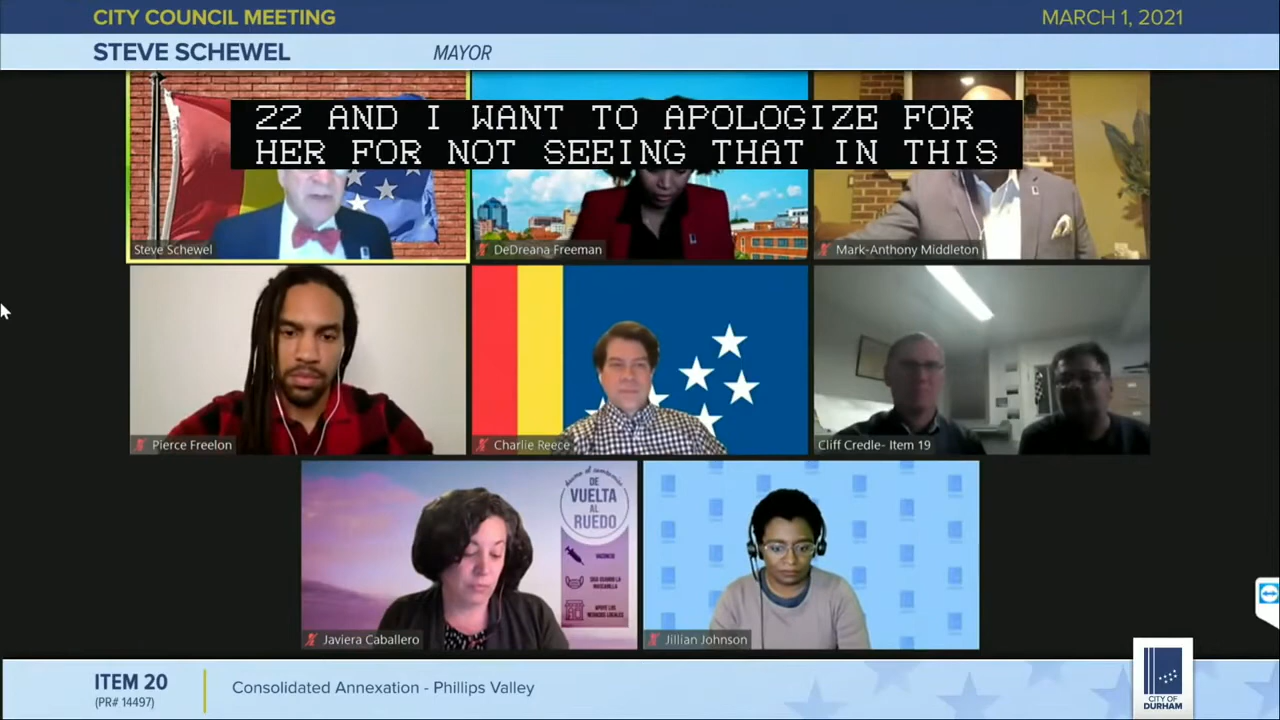 CITY COUNCIL MEETING
MARCH 1, 2021
STEVE SCHEWEL
MAYOR
22 AND I WANT TO APOLOGIZE FOR
HER FOR NOT SEEING THAT IN THIS
Steve Schewel
DeDreana Freeman
Mark-Anthony Middleton
Pierce Freelon
Charlie Reece
Cliff Credle- Item 19
DE
VUELTA
AL
RUEDO
Javiera Caballero
Jillian Johnson
ITEM 20
(PR# 14497)
Consolidated Annexation - Phillips Valley
CITY OF
DURHAM